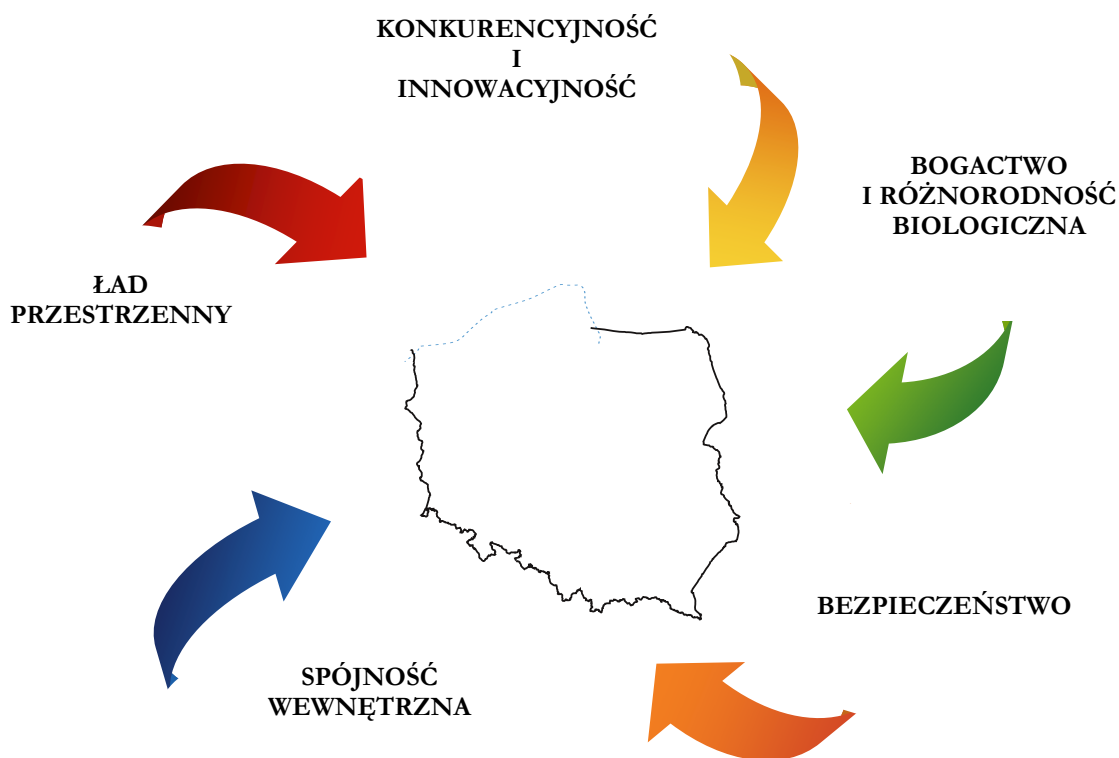 KONKURENCYJNOŚĆ
I
INNOWACYJNOŚĆ
BOGACTWO
I RÓŻNORODNOŚĆ
BIOLOGICZNA
ŁAD
PRZESTRZENNY
BEZPIECZEŃSTWO
SPÓJNOŚĆ
WEWNĘTRZNA